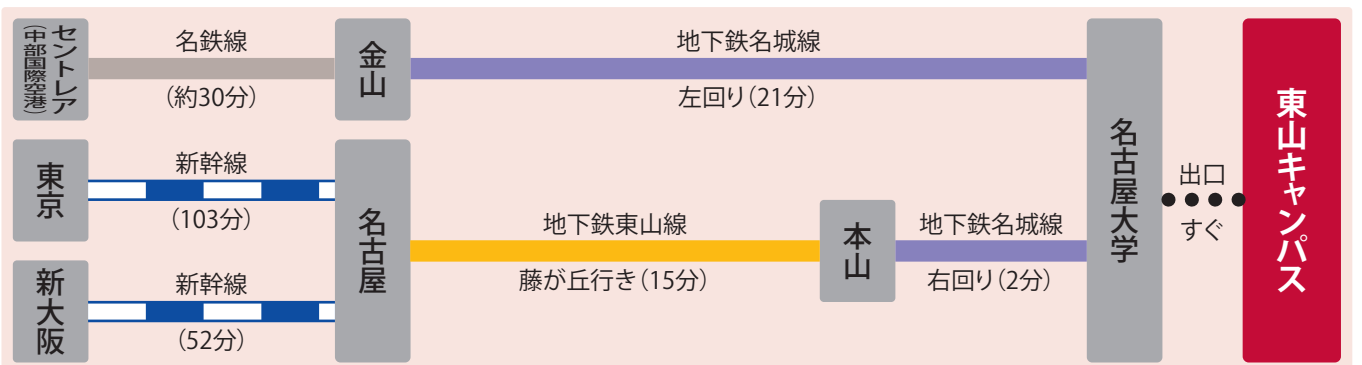 セントレア
（中部国際空港）
名鉄線
（約30分）
金山
地下鉄名城線
左回り（21分）
東京
新幹線
（103分）
新大阪
新幹線
（52分）
名古屋
地下鉄東山線
藤が丘行き（15分）
本山
地下鉄名城線
右回り（2分）
名古屋大学
出口
すぐ
東山キャンパス